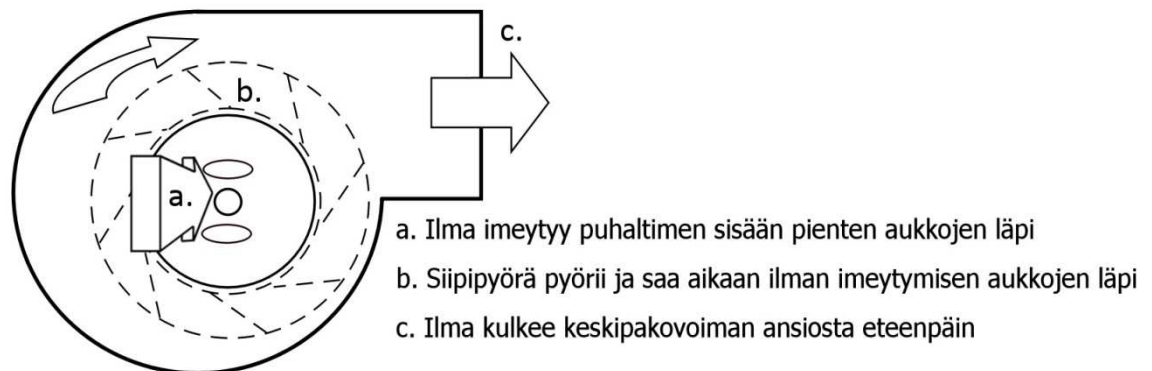 c.
b.
a.
a. Ilma imeytyy puhaltimen sisään pienten aukkojen läpi
b. Siipipyörä pyörii ja saa aikaan ilman imeytymisen aukkojen läpi
c. Ilma kulkee keskipakovoiman ansiosta eteenpäin